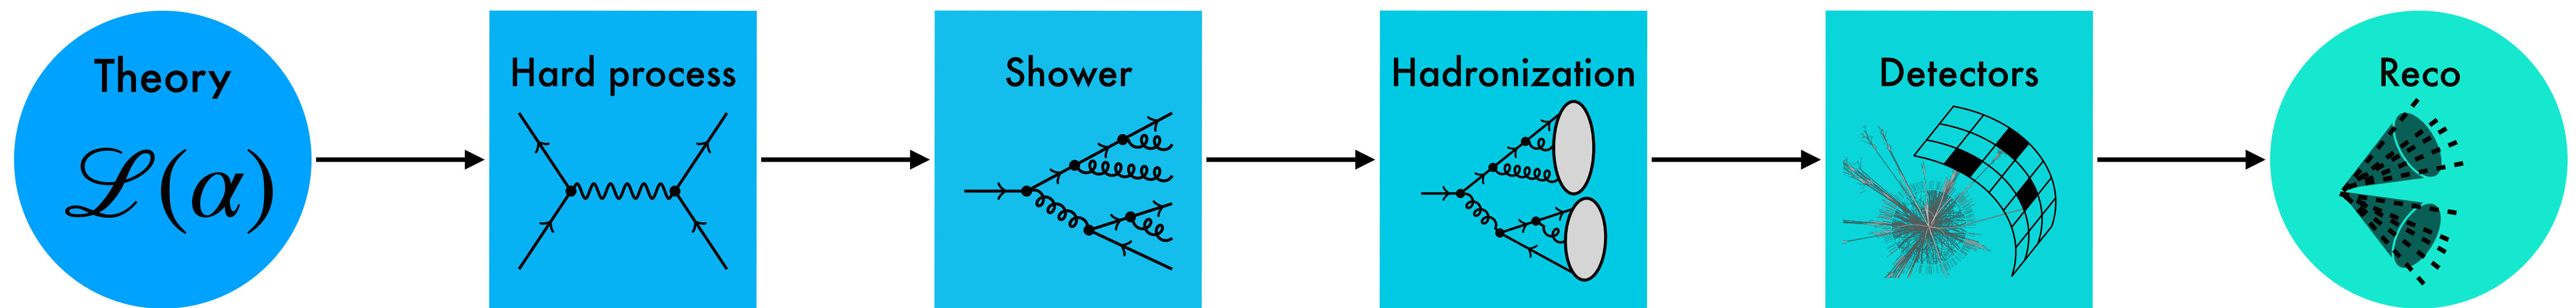 Theory
ℒ(α)
Hard process
Shower
Hadronization
Detectors
Reco